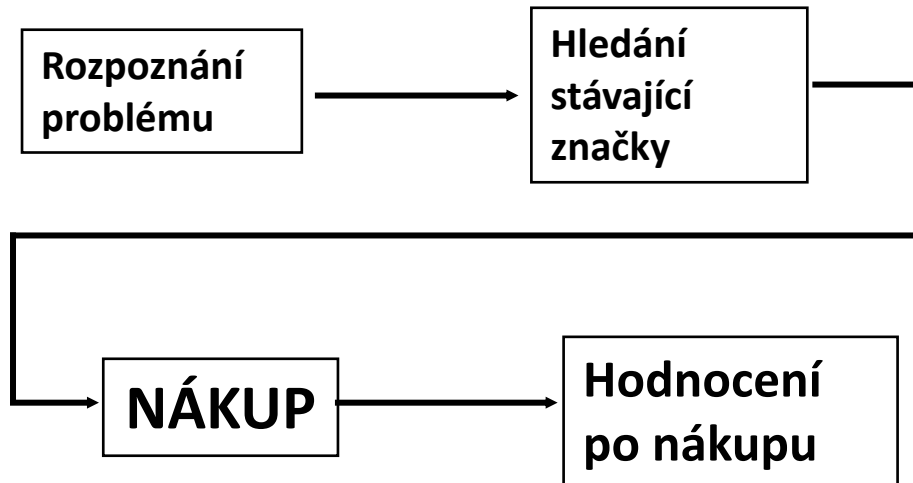 Rozpoznání
problému
Hledání
stávající
značky
NÁKUP
Hodnocení
po nákupu